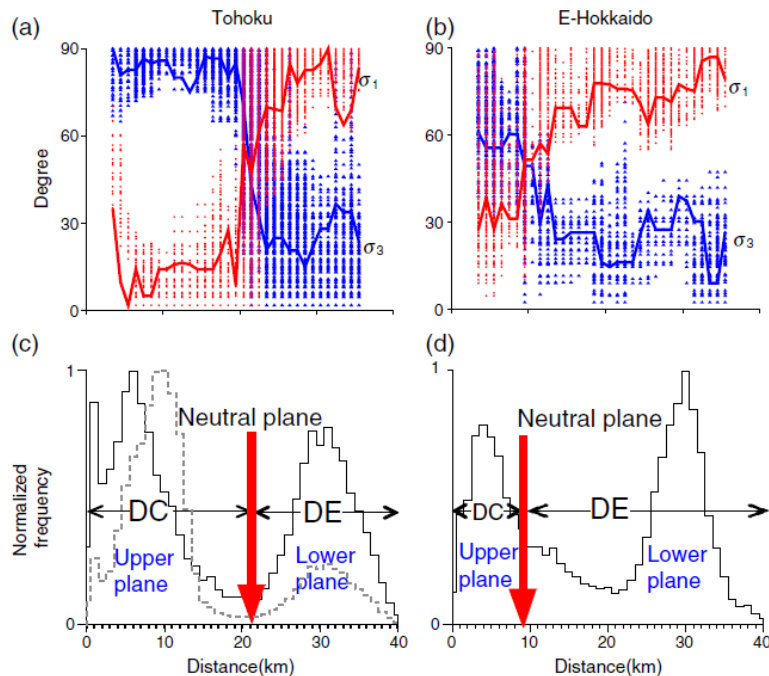 (a)
Tohoku
(b)
E-Hokkaido
90
60
30
0
Degree
σ1
σ3
90
60
30
0
σ1
σ3
(c)
(d)
1
0
Normalized
frequency
Neutral plane
DC
DE
Upper
plane
Lower
plane
0
10
20
30
40
Distance(km)
1
0
Neutral plane
DC
DE
Upper
plane
Lower
plane
0
10
20
30
40
Distance(km)